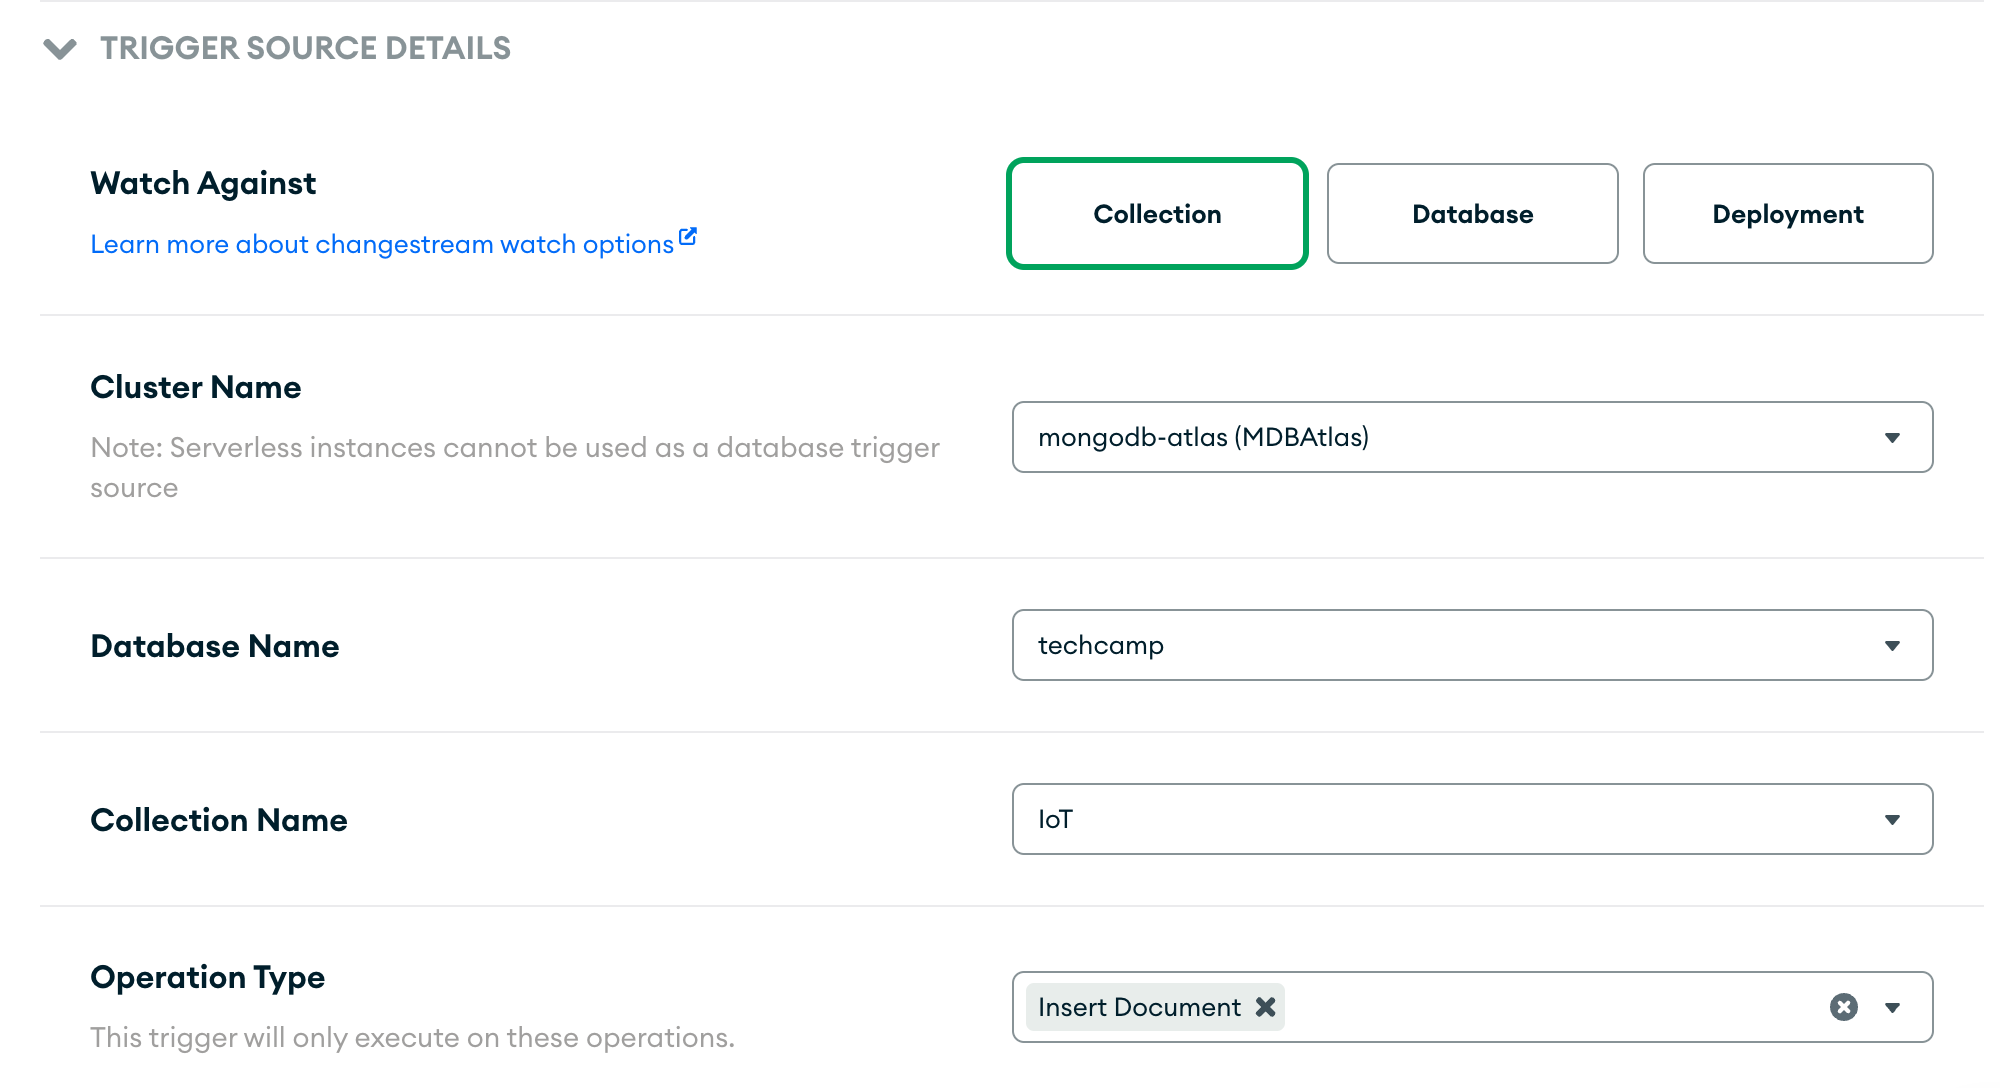 TRIGGER SOURCE DETAILS
Watch Against
Learn more about changestream watch options
Collection
Database
Deployment
Cluster Name
Note: Serverless instances cannot be used as a database trigger
source
mongodb-atlas (MDBAtlas)
Database Name
techcamp
Collection Name
IoT
Operation Type
This trigger will only execute on these operations.
Insert Document